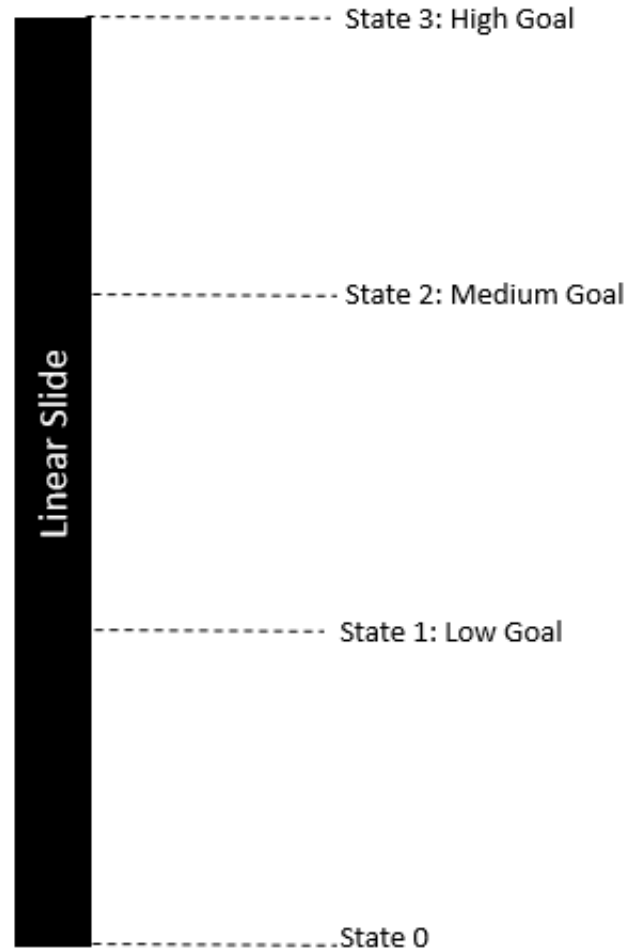 State 3: High Goal
State 2: Medium Goal
Linear Slide
State 1: Low Goal
State 0